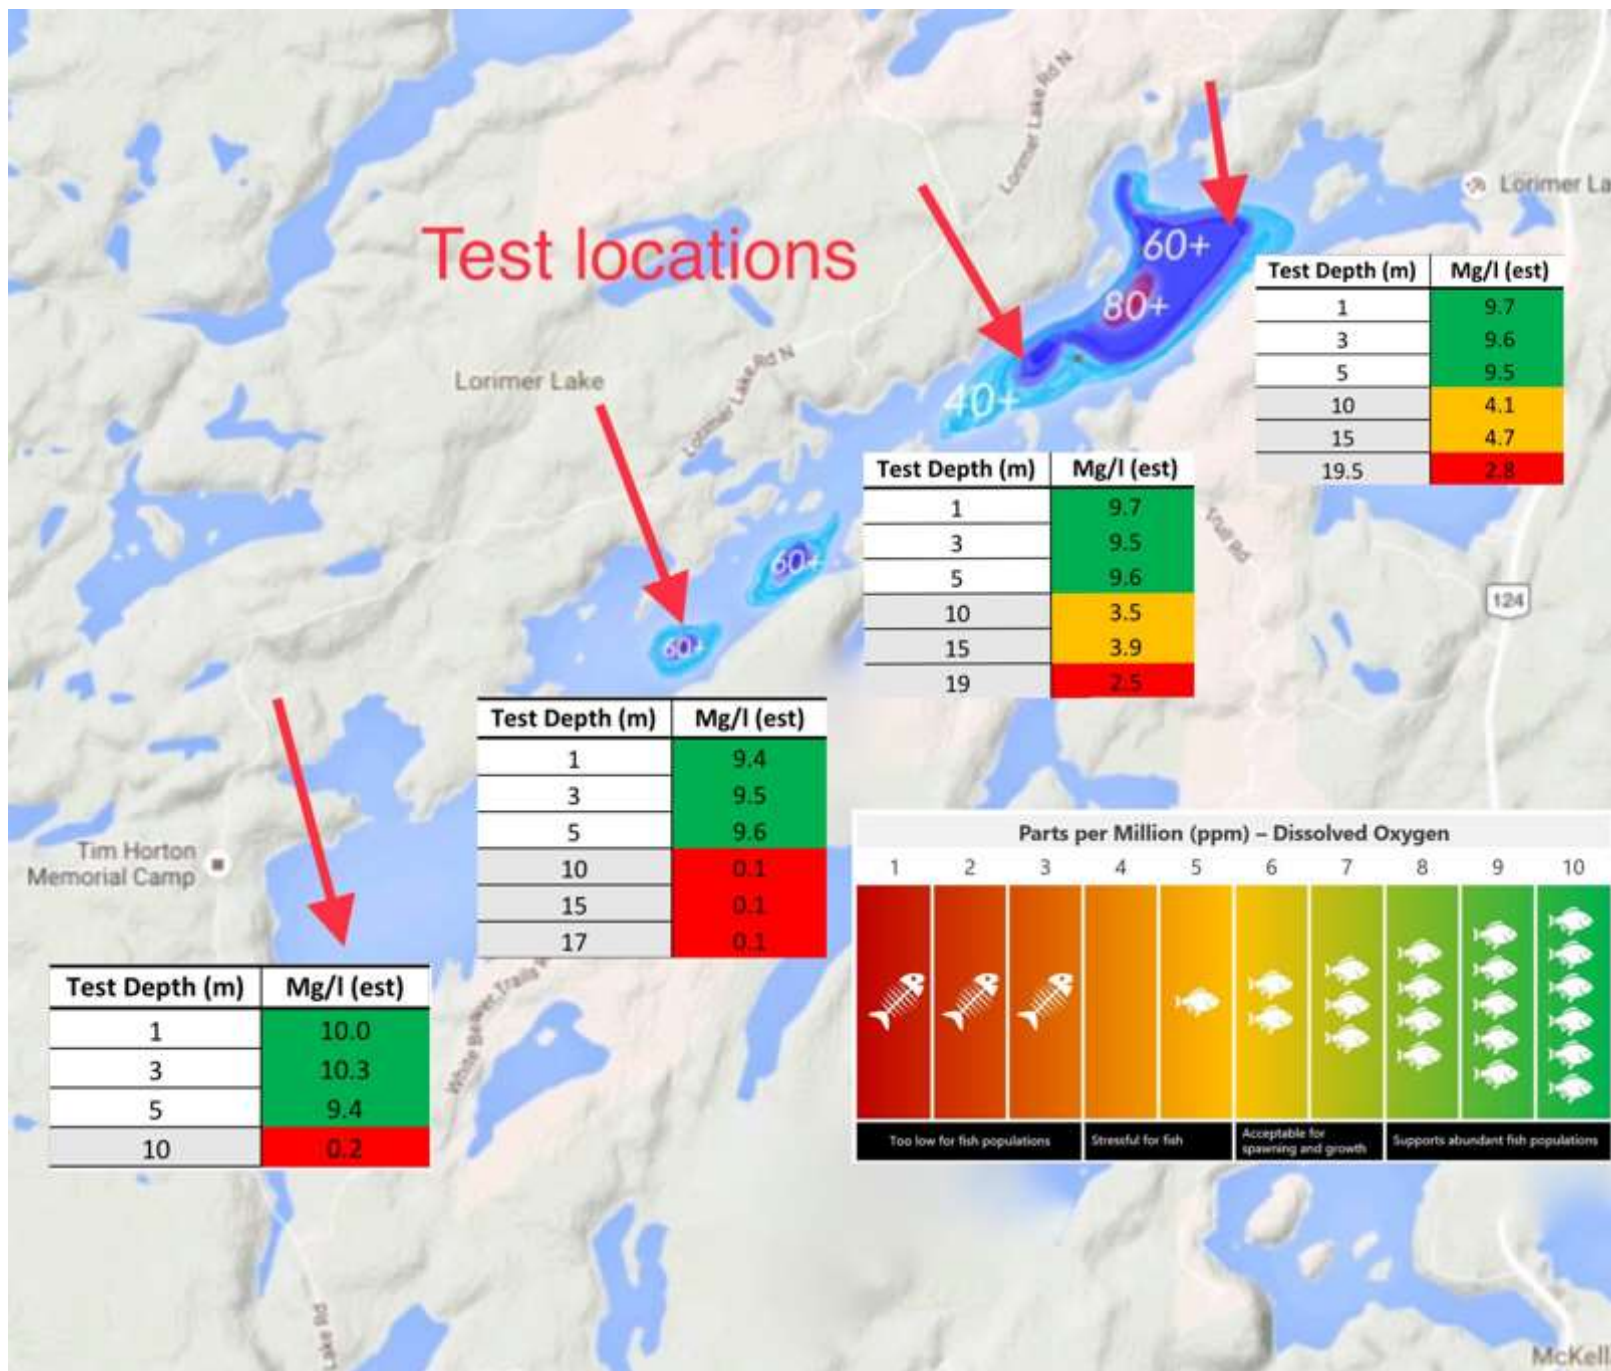 Lorimer Lake Rd N
Lorimer La
Test locations
60+
80+
40+
Lorimer Lake
Lorimer Lake Rd N
Test Depth (m) Mg/l (est)
1 9.7
3 9.6
5 9.5
10 4.1
15 4.7
19.5 2.8
Test Depth (m) Mg/l (est)
1 9.7
3 9.5
5 9.6
10 3.5
15 3.9
19 2.5
Trull Rd
124
60+
60+
Test Depth (m) Mg/l (est)
1 9.4
3 9.5
5 9.6
10 0.1
15 0.1
17 0.1
Tim Horton
Memorial Camp
Test Depth (m) Mg/l (est)
1 10.0
3 10.3
5 9.4
10 0.2
White Beaver Trails
Parts per Million (ppm) – Dissolved Oxygen
1 2 3 4 5 6 7 8 9 10
Too low for fish populations
Stressful for fish
Acceptable for
spawning and growth
Supports abundant fish populations
Lake Rd
McKell